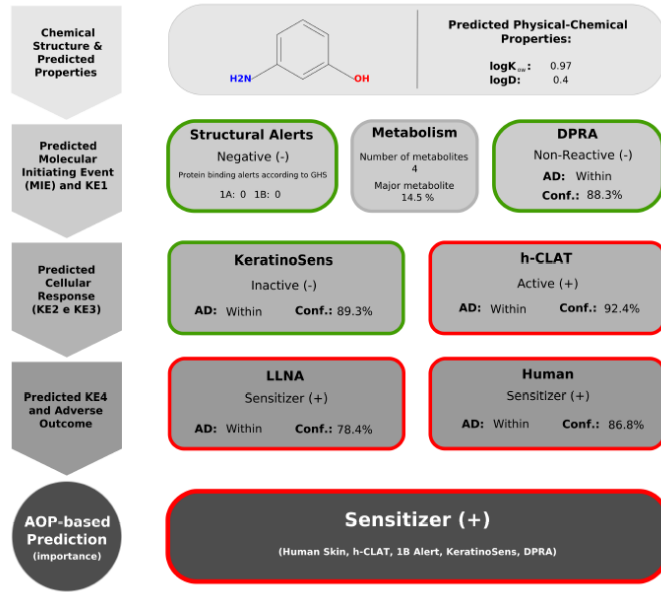 Chemical
Structure &
Predicted
Properties
H2N
OH
Predicted Physical-Chemical
Properties:
logKow: 0.97
logD: 0.4
Predicted
Molecular
Initiating Event
(MIE) and KE1
Structural Alerts
Negative (-)
Protein binding alerts according to GHS
1A: 0 1B: 0
Metabolism
Number of metabolites
4
Major metabolite
14.5 %
DPRA
Non-Reactive (-)
AD: Within
Conf.: 88.3%
Predicted
Cellular
Response
(KE2 e KE3)
KeratinoSens
Inactive (-)
AD: Within Conf.: 89.3%
h-CLAT
Active (+)
AD: Within Conf.: 92.4%
Predicted KE4
and Adverse
Outcome
LLNA
Sensitizer (+)
AD: Within Conf.: 78.4%
Human
Sensitizer (+)
AD: Within Conf.: 86.8%
AOP-based
Prediction
(importance)
Sensitizer (+)
(Human Skin, h-CLAT, 1B Alert, KeratinoSens, DPRA)